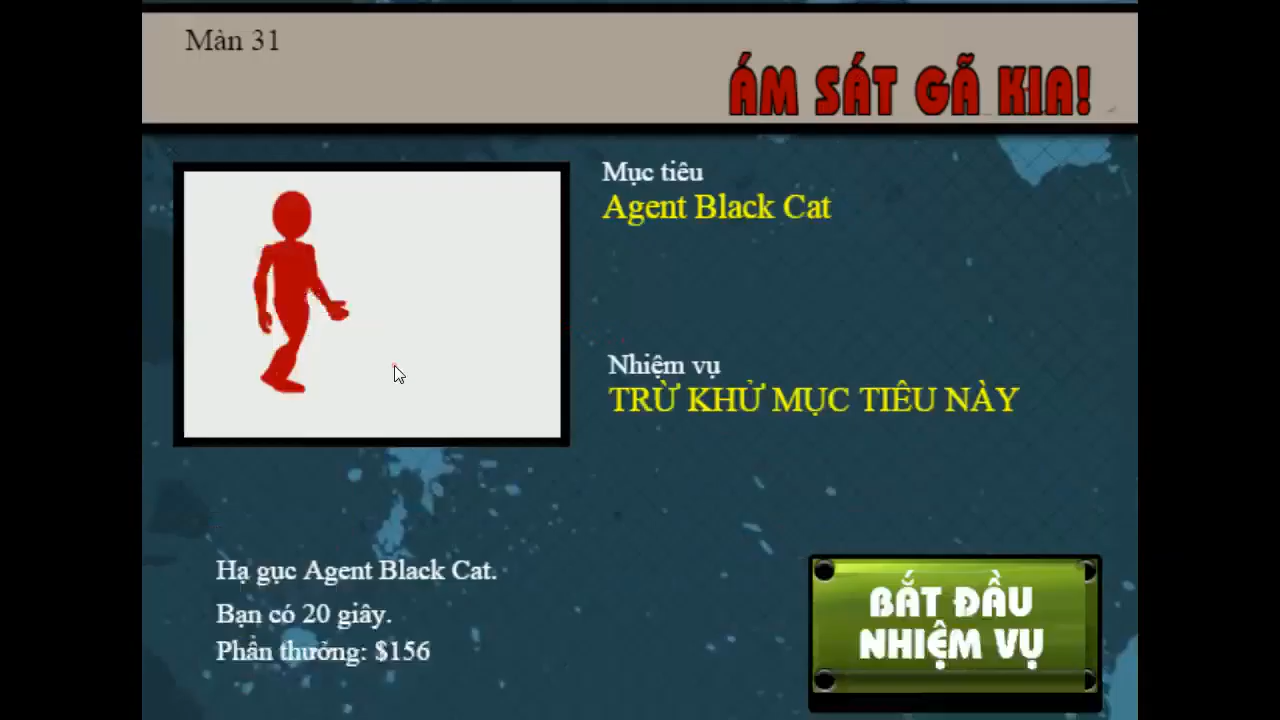 Màn 31
ÁM SÁT GÃ KIA!
Mục tiêu
Agent Black Cat
Nhiệm vụ
TRỪ KHỬ MỤC TIÊU NÀY
Hạ gục Agent Black Cat.
Bạn có 20 giây.
Phần thưởng: $156
BẮT ĐẦU
NHIỆM VỤ